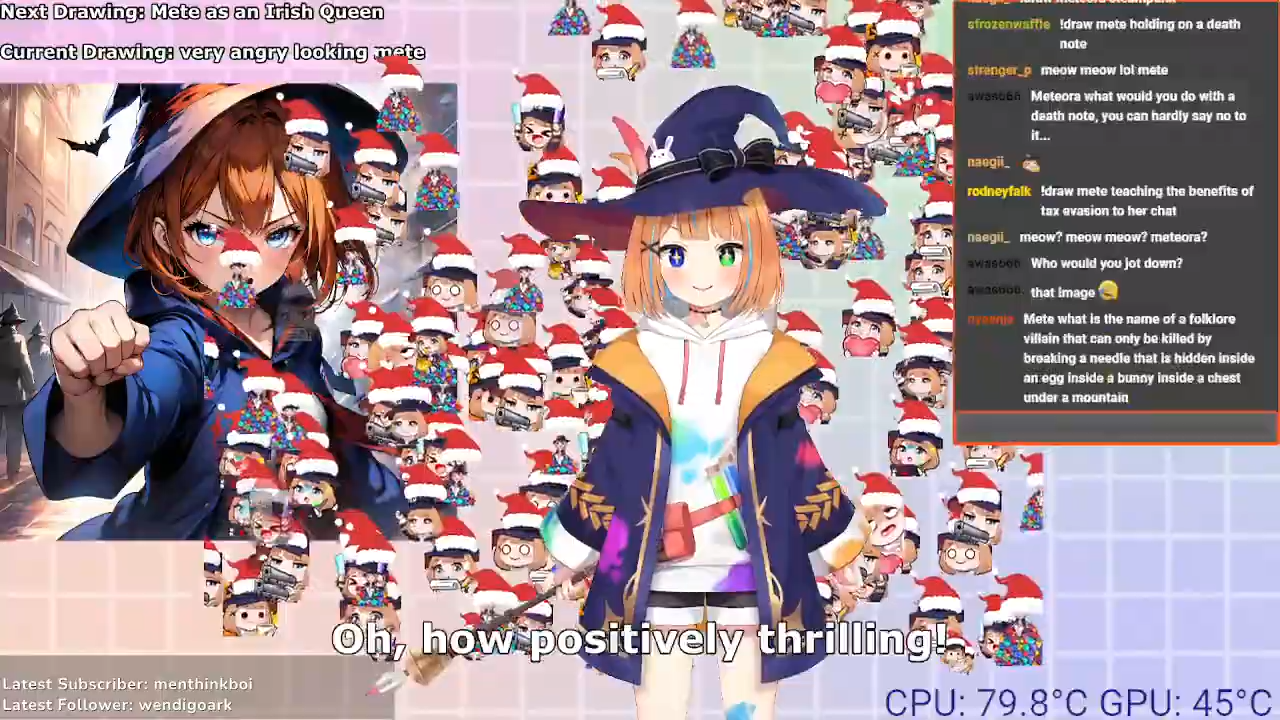 Next Drawing: Mete as an Irish Queen
Current Drawing: very angry looking mete
sfrozenwaffle !draw mete holding on a death
note
strenger_p meow meow lol mete
Meteora what would you do with a
death note, you can hardly say no to
it...
naegii_
rodneyfalk !draw mete teaching the benefits of
tax evasion to her chat
naegii_ meow? meow meow? meteora?
Who would you jot down?
that image
Mete what is the name of a folklore
villain that can only be killed by
breaking a needle that is hidden inside
an egg inside a bunny inside a chest
under a mountain
Oh, how positively thrilling!
Latest Subscriber: menthinkboi
Latest Follower: wendigoark
CPU: 79.8°C GPU: 45°C